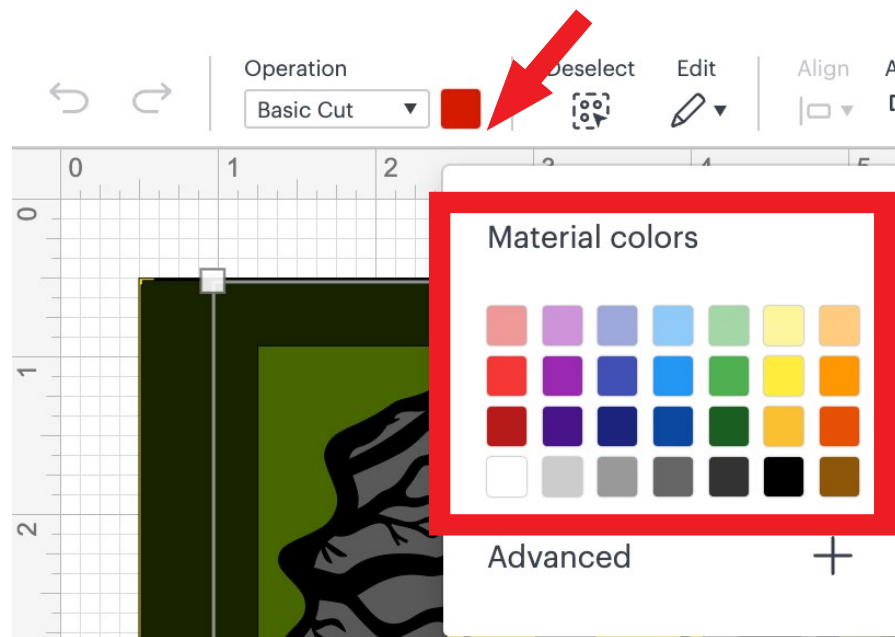 Operation
Deselect
Edit
Align
A
Basic Cut
0
1
2
3
4
5
0
1
2
Material colors
Advanced